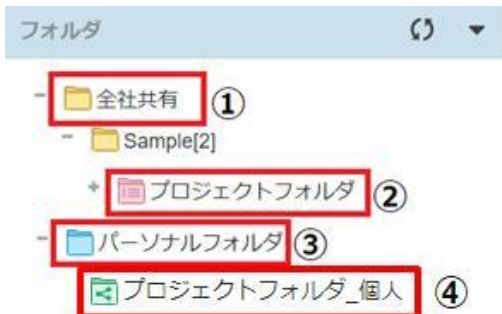 フォルダ
全社共有 ①
Sample[2]
プロジェクトフォルダ ②
パーソナルフォルダ ③
プロジェクトフォルダ_個人 ④